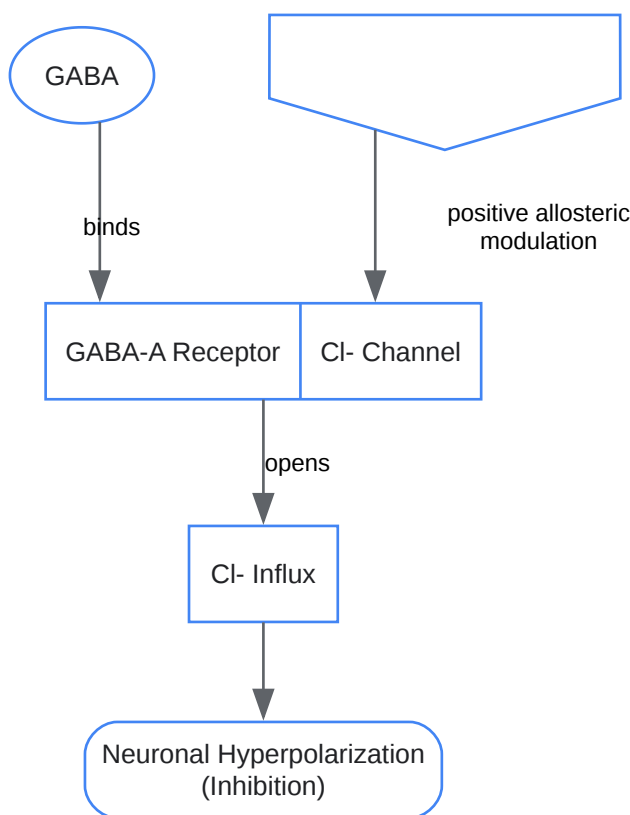 GABA
binds
positive allosteric
modulation
GABA-A Receptor
Cl- Channel
opens
Cl- Influx
Neuronal Hyperpolarization
(Inhibition)